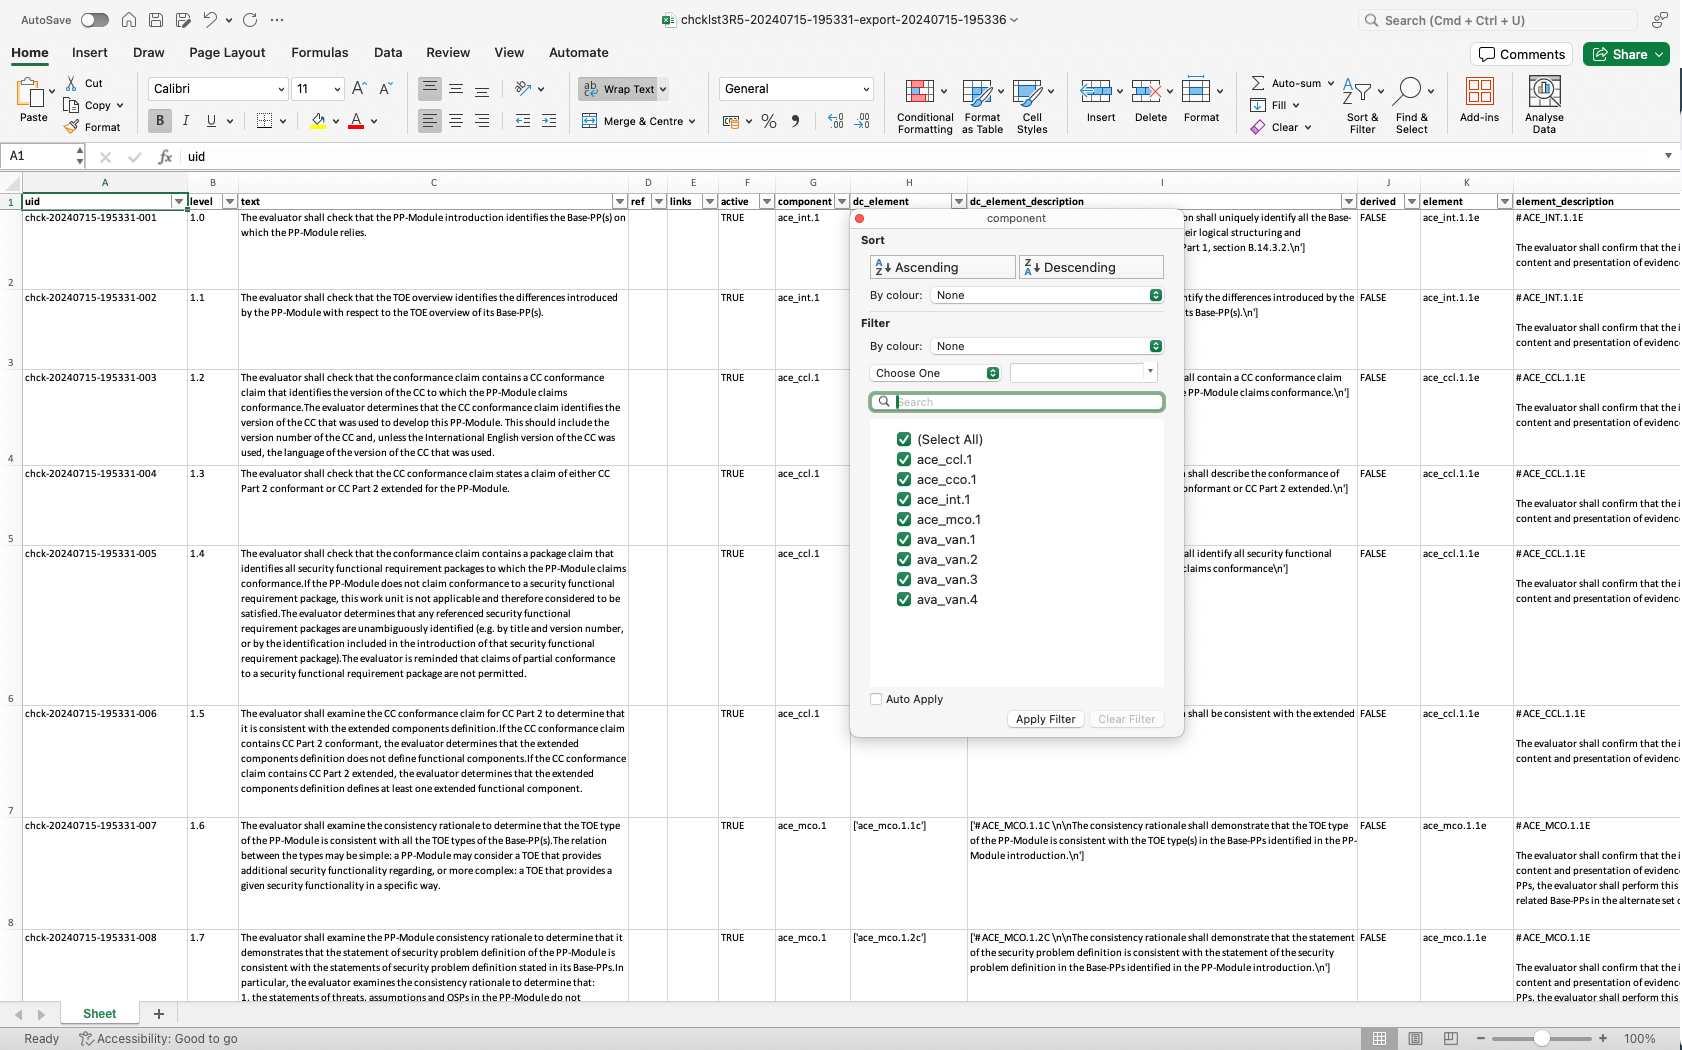 AutoSave
chcklst3R5-20240715-195331-export-20240715-195336
Search (Cmd + Ctrl + U)
Home Insert Draw Page Layout Formulas Data Review View Automate
Comments Share
Paste
Cut
Copy
Format
Calibri 11
B I U
Wrap Text
Merge & Centre
General
Conditional Formatting
Format as Table
Cell Styles
Insert Delete Format
Auto-sum
Fill
Clear
Sort & Filter
Find & Select
Add-ins
Analyse Data
A1 fx uid
A B C D E F G H I J K
1 uid level text ref links active component dc_element dc_element_description derived element element_description
2
chck-20240715-195331-001 1.0
The evaluator shall check that the PP-Module introduction identifies the Base-PP(s) on
which the PP-Module relies.
TRUE ace_int.1
on shall uniquely identify all the Base-
eir logical structuring and
Part 1, section B.14.3.2.\n']
FALSE ace_int.1.1e
# ACE_INT.1.1E
The evaluator shall confirm that the i
content and presentation of evidenc
3
chck-20240715-195331-002 1.1
The evaluator shall check that the TOE overview identifies the differences introduced
by the PP-Module with respect to the TOE overview of its Base-PP(s).
TRUE ace_int.1
ntify the differences introduced by the
ts Base-PP(s).\n']
FALSE ace_int.1.1e
# ACE_INT.1.1E
The evaluator shall confirm that the i
content and presentation of evidenc
4
chck-20240715-195331-003 1.2
The evaluator shall check that the conformance claim contains a CC conformance
claim that identifies the version of the CC to which the PP-Module claims
conformance.The evaluator determines that the CC conformance claim identifies the
version of the CC that was used to develop this PP-Module. This should include the
version number of the CC and, unless the International English version of the CC was
used, the language of the version of the CC that was used.
TRUE ace_ccl.1
all contain a CC conformance claim
e PP-Module claims conformance.\n']
FALSE ace_ccl.1.1e
# ACE_CCL.1.1E
The evaluator shall confirm that the i
content and presentation of evidenc
5
chck-20240715-195331-004 1.3
The evaluator shall check that the CC conformance claim states a claim of either CC
Part 2 conformant or CC Part 2 extended for the PP-Module.
TRUE ace_ccl.1
n shall describe the conformance of
onformant or CC Part 2 extended.\n']
FALSE ace_ccl.1.1e
# ACE_CCL.1.1E
The evaluator shall confirm that the i
content and presentation of evidenc
6
chck-20240715-195331-005 1.4
The evaluator shall check that the conformance claim contains a package claim that
identifies all security functional requirement packages to which the PP-Module claims
conformance.If the PP-Module does not claim conformance to a security functional
requirement package, this work unit is not applicable and therefore considered to be
satisfied.The evaluator determines that any referenced security functional
requirement packages are unambiguously identified (e.g. by title and version number,
or by the identification included in the introduction of that security functional
requirement package).The evaluator is reminded that claims of partial conformance
to a security functional requirement package are not permitted.
TRUE ace_ccl.1
all identify all security functional
claims conformance\n']
FALSE ace_ccl.1.1e
# ACE_CCL.1.1E
The evaluator shall confirm that the i
content and presentation of evidenc
7
chck-20240715-195331-006 1.5
The evaluator shall examine the CC conformance claim for CC Part 2 to determine that
it is consistent with the extended components definition.If the CC conformance claim
contains CC Part 2 conformant, the evaluator determines that the extended
components definition does not define functional components.If the CC conformance
claim contains CC Part 2 extended, the evaluator determines that the extended
components definition defines at least one extended functional component.
TRUE ace_ccl.1
n shall be consistent with the extended
FALSE ace_ccl.1.1e
# ACE_CCL.1.1E
The evaluator shall confirm that the i
content and presentation of evidenc
8
chck-20240715-195331-007 1.6
The evaluator shall examine the consistency rationale to determine that the TOE type
of the PP-Module is consistent with all the TOE types of the Base-PP(s).The relation
between the types may be simple: a PP-Module may consider a TOE that provides
additional security functionality regarding, or more complex: a TOE that provides a
given security functionality in a specific way.
TRUE ace_mco.1 ['ace_mco.1.1c']
['# ACE_MCO.1.1C \n\nThe consistency rationale shall demonstrate that the TOE type
of the PP-Module is consistent with the TOE type(s) in the Base-PPs identified in the PP-
Module introduction.\n']
FALSE ace_mco.1.1e
# ACE_MCO.1.1E
The evaluator shall confirm that the i
content and presentation of evidenc
PPs, the evaluator shall perform this
related Base-PPs in the alternate set o
chck-20240715-195331-008 1.7
The evaluator shall examine the PP-Module consistency rationale to determine that it
demonstrates that the statement of security problem definition of the PP-Module is
consistent with the statements of security problem definition stated in its Base-PPs.In
particular, the evaluator examines the consistency rationale to determine that:
1. the statements of threats, assumptions and OSPs in the PP-Module do not
TRUE ace_mco.1 ['ace_mco.1.2c']
['# ACE_MCO.1.2C \n\nThe consistency rationale shall demonstrate that the statement
of the security problem definition is consistent with the statement of the security
problem definition in the Base-PPs identified in the PP-Module introduction.\n']
FALSE ace_mco.1.1e
# ACE_MCO.1.1E
The evaluator shall confirm that the i
content and presentation of evidenc
PPs, the evaluator shall perform this
component
Sort
Ascending Descending
By colour: None
Filter
By colour: None
Choose One
Search
(Select All)
ace_ccl.1
ace_cco.1
ace_int.1
ace_mco.1
ava_van.1
ava_van.2
ava_van.3
ava_van.4
Auto Apply
Apply Filter Clear Filter
Sheet
Ready Accessibility: Good to go 100%